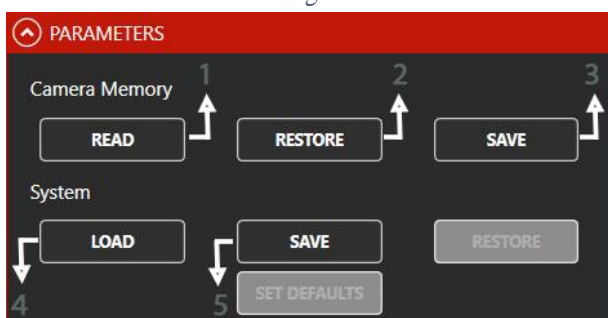 PARAMETERS
1 2 3
Camera Memory
READ RESTORE SAVE
System
LOAD SAVE RESTORE
4 5 SET DEFAULTS